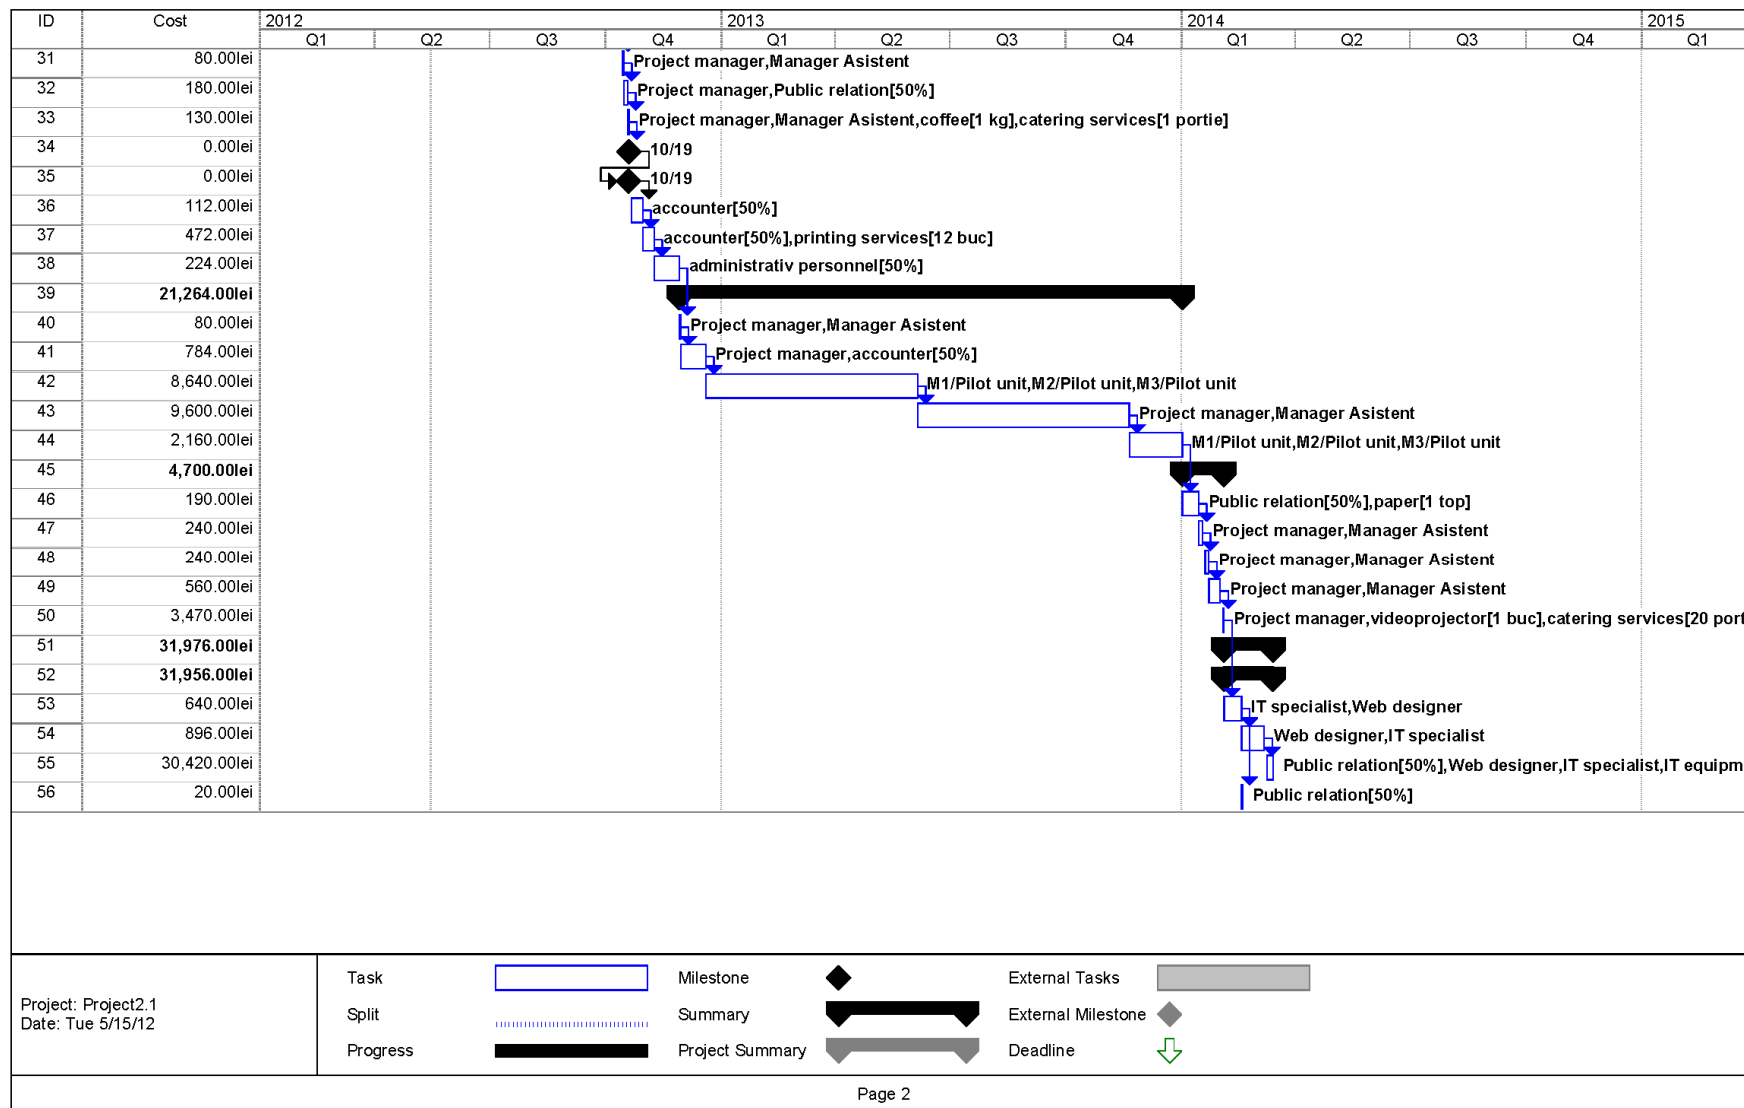 ID Cost 2012 2013 2014 2015
Q1 Q2 Q3 Q4 Q1 Q2 Q3 Q4 Q1 Q2 Q3 Q4 Q1
31 80.00lei Project manager,Manager Asistent
32 180.00lei Project manager,Public relation[50%]
33 130.00lei Project manager,Manager Asistent,coffee[1 kg],catering services[1 portie]
34 0.00lei 10/19
35 0.00lei 10/19
36 112.00lei accounter[50%]
37 472.00lei accounter[50%],printing services[12 buc]
38 224.00lei administrativ personnel[50%]
39 21,264.00lei
40 80.00lei Project manager,Manager Asistent
41 784.00lei Project manager,accounter[50%]
42 8,640.00lei M1/Pilot unit,M2/Pilot unit,M3/Pilot unit
43 9,600.00lei Project manager,Manager Asistent
44 2,160.00lei M1/Pilot unit,M2/Pilot unit,M3/Pilot unit
45 4,700.00lei
46 190.00lei Public relation[50%],paper[1 top]
47 240.00lei Project manager,Manager Asistent
48 240.00lei Project manager,Manager Asistent
49 560.00lei Project manager,Manager Asistent
50 3,470.00lei Project manager,videoprojector[1 buc],catering services[20 port
51 31,976.00lei
52 31,956.00lei
53 640.00lei IT specialist,Web designer
54 896.00lei Web designer,IT specialist
55 30,420.00lei Public relation[50%],Web designer,IT specialist,IT equipm
56 20.00lei Public relation[50%]
Project: Project2.1
Date: Tue 5/15/12
Task Milestone External Tasks
Split Summary External Milestone
Progress Project Summary Deadline
Page 2